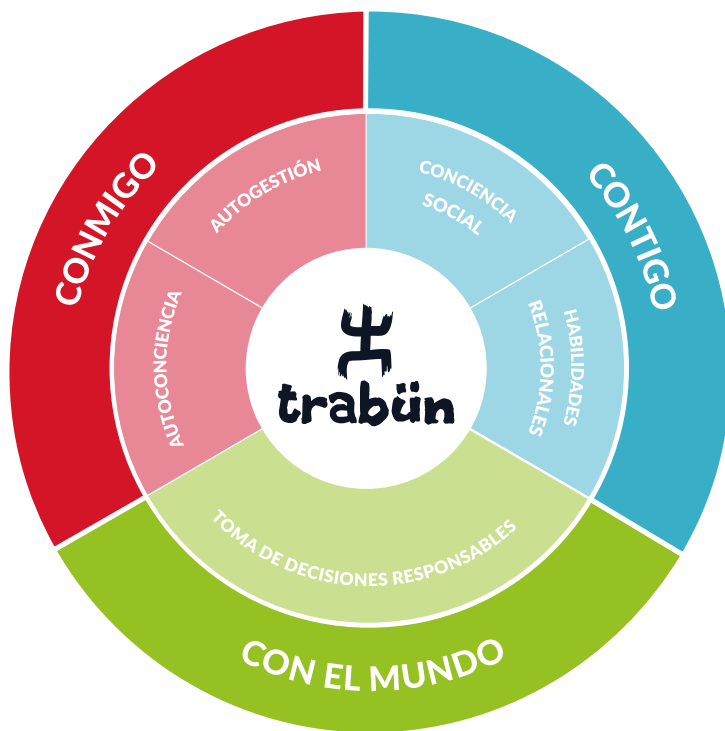 CONMIGO
AUTOGESTIÓN
AUTOCONCIENCIA
CONTIGO
CONCIENCIA
SOCIAL
HABILIDADES
RELACIONALES
trabün
TOMA DE DECISIONES RESPONSABLES
CON EL MUNDO